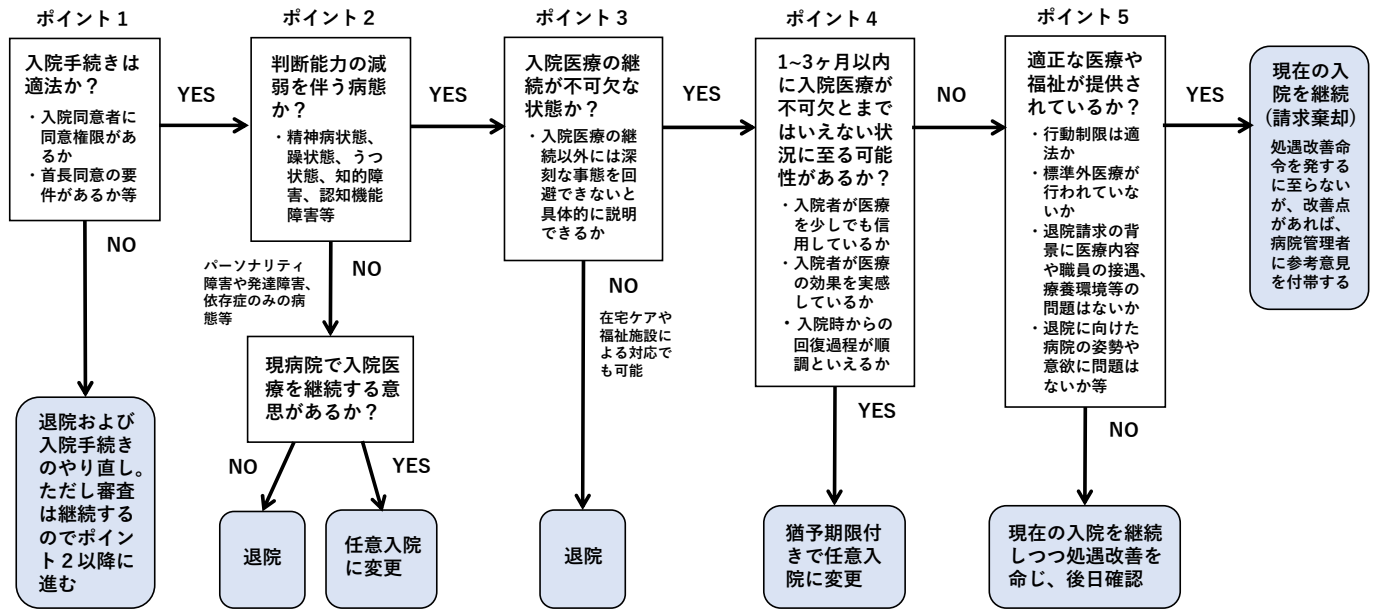 ポイント1
入院手続きは
適法か？
・入院同意者に
同意権限があ
るか
・首長同意の要
件があるか等
YES
NO
退院および
入院手続き
のやり直し。
ただし審査
は継続する
のでポイン
ト２以降に
進む
ポイント2
判断能力の減
弱を伴う病態
か？
・精神病状態、
躁状態、うつ
状態、知的障
害、認知機能
障害等
YES
NO
パーソナリティ
障害や発達障害、
依存症のみの病
態等
現病院で入院医
療を継続する意
思があるか？
NO
YES
退院
任意入院
に変更
ポイント3
入院医療の継
続が不可欠な
状態か？
・入院医療の継
続以外には深
刻な事態を回
避できないと
具体的に説明
できるか
YES
NO
在宅ケアや
福祉施設に
よる対応で
も可能
退院
ポイント4
1~3ヶ月以内
に入院医療が
不可欠とまで
はいえない状
況に至る可能
性があるか？
・入院者が医療
を少しでも信
用しているか
・入院者が医療
の効果を実感
しているか
・入院時からの
回復過程が順
調といえるか
NO
YES
猶予期限付
きで任意入
院に変更
ポイント5
適正な医療や
福祉が提供さ
れているか？
・行動制限は適
法か
・標準外医療が
行われていな
いか
・退院請求の背
景に医療内容
や職員の接遇、
療養環境等の
問題はないか
・退院に向けた
病院の姿勢や
意欲に問題は
ないか等
YES
NO
現在の入院を継続
しつつ処遇改善を
命じ、後日確認
現在の入
院を継続
(請求棄却)
処遇改善命
令を発する
に至らない
が、改善点
があれば、
病院管理者
に参考意見
を付帯する